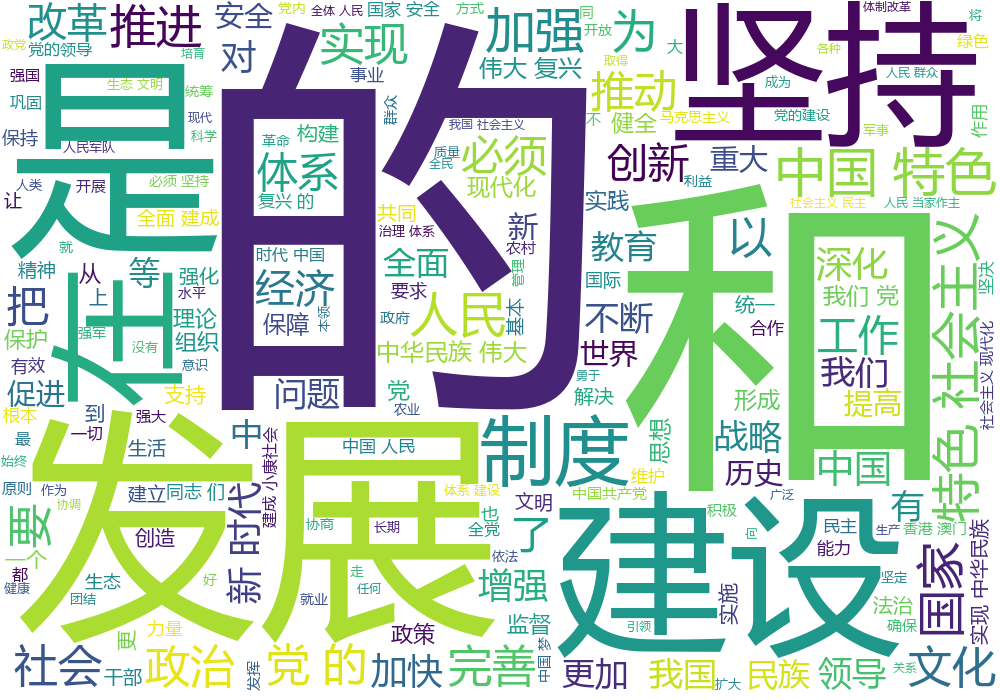 的
和
发展
建设
坚持
是
在
制度
人民
必须
推进
改革
安全
对
实现
加强
为
推动
伟大 复兴
健全
不
创新
重大
中国 特色
特色 社会主义
体系
构建
革命
复兴 的
现代化
新
全面
共同
治理 体系
时代 中国
经济
保障
问题
中华民族 伟大
教育
实践
以
深化
我们 党
工作
我们
提高
中国
战略
历史
形成
思想
不断
世界
解决
勇于
国际
统一
合作
基本
农村
管理
要求
政府
本领
党
农业
中国 人民
把
保护
有效
促进
等
从
上
强化
理论
组织
水平
意识
支持
强军
没有
精神
让
就
全面 建成
必须 坚持
人类
开展
人民军队
保持
巩固
强国
党的领导
政党
生态 文明
统筹
现代
科学
培育
党内
全体 人民
国家 安全
方式
事业
群众
我国 社会主义
质量
全民
同
开放
取得
大
马克思主义
利益
成为
各种
体制改革
将
绿色
人民 群众
党的建设
军事
作用
社会主义 民主
人民 当家作主
坚决
社会主义 现代化
根本
最
到
一切
强大
始终
原则
作为
协调
生活
建立
同志 们
中
建成 小康社会
新 时代
要
一个
都
健康
创造
生态
团结
好
更
力量
社会
干部
政治
发挥
党 的
加快
就业
走
任何
长期
协商
体系 建设
文明
也
全党
了
依法
增强
监督
政策
完善
中国 梦
更加
引领
维护
中国共产党
积极
广泛
向
实施
民主
能力
生产
坚定
有
香港 澳门
国家
实现 中华民族
法治
确保
我国
扩大
民族
领导
关系
文化